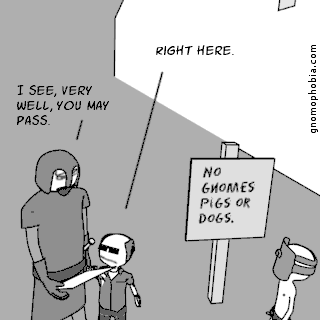 RIGHT HERE.
I SEE, VERY
WELL, YOU MAY
PASS.
NO
GNOMES
PIGS OR
DOGS.
gnomophobia.com